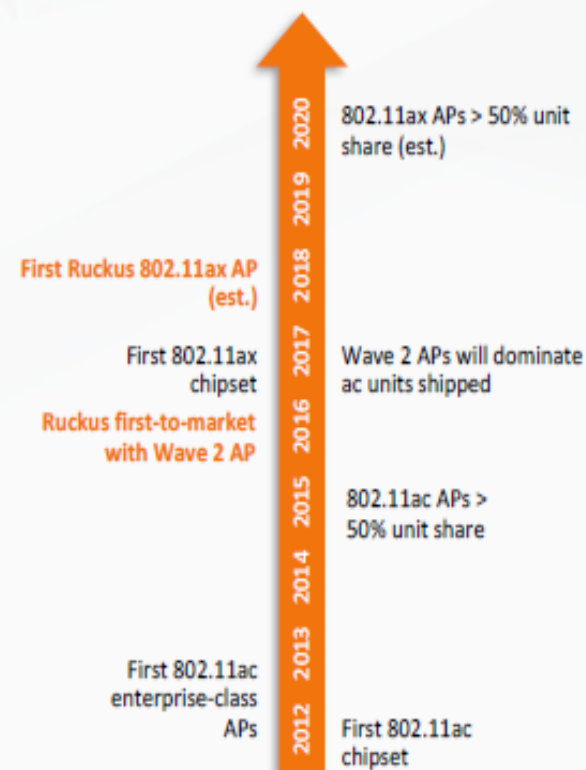 2020
802.11ax APs > 50% unit
share (est.)
2019
First Ruckus 802.11ax AP
(est.)
2018
First 802.11ax
chipset
2017
Wave 2 APs will dominate
ac units shipped
Ruckus first-to-market
with Wave 2 AP
2016
2015
802.11ac APs >
50% unit share
2014
2013
First 802.11ac
enterprise-class
APs
2012
First 802.11ac
chipset